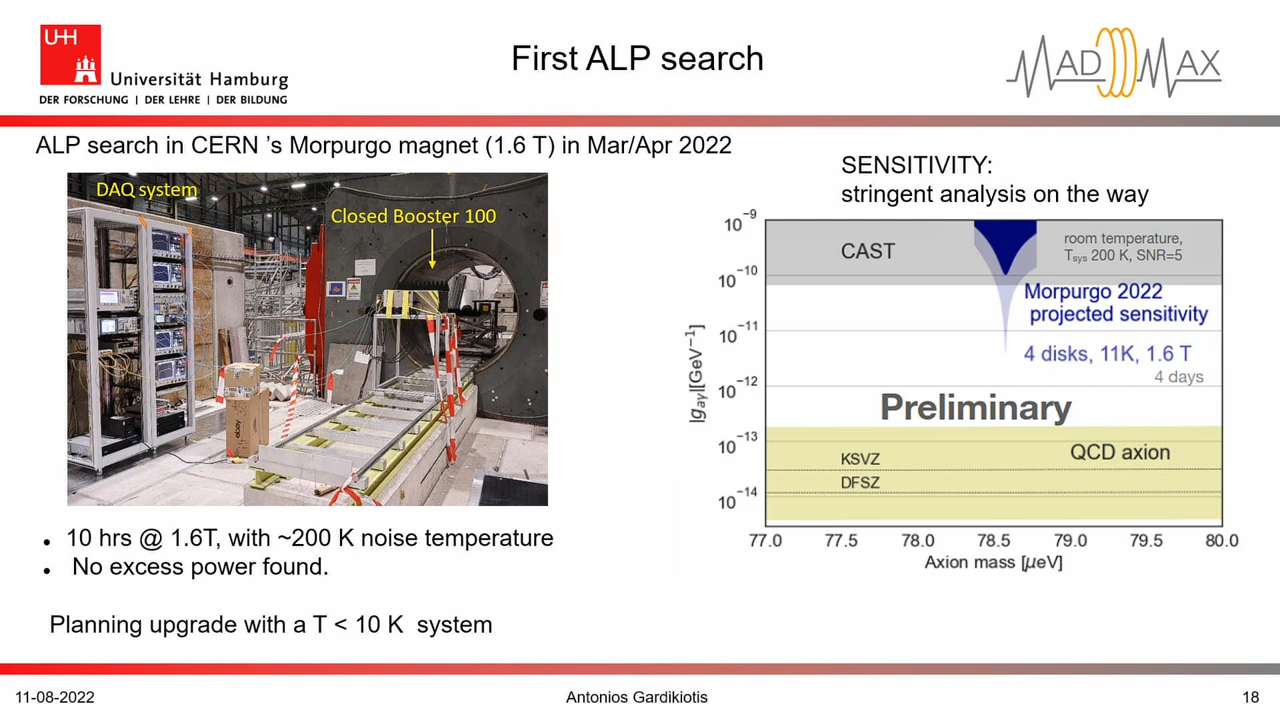 UHH
Universität Hamburg
DER FORSCHUNG | DER LEHRE | DER BILDUNG
First ALP search
MADMAX
ALP search in CERN 's Morpurgo magnet (1.6 T) in Mar/Apr 2022
DAQ system
Closed Booster 100
ebay
10 hrs @ 1.6T, with ~200 K noise temperature
No excess power found.
Planning upgrade with a T < 10 K system
SENSITIVITY:
stringent analysis on the way
|gₐᵧ|[GeV⁻¹]
10⁻⁹
10⁻¹⁰
10⁻¹¹
10⁻¹²
10⁻¹³
10⁻¹⁴
CAST
room temperature,
Tsys 200 K, SNR=5
Morpurgo 2022
projected sensitivity
4 disks, 11K, 1.6 T
4 days
Preliminary
QCD axion
KSVZ
DFSZ
77.0 77.5 78.0 78.5 79.0 79.5 80.0
Axion mass [μeV]
11-08-2022
Antonios Gardikiotis
18